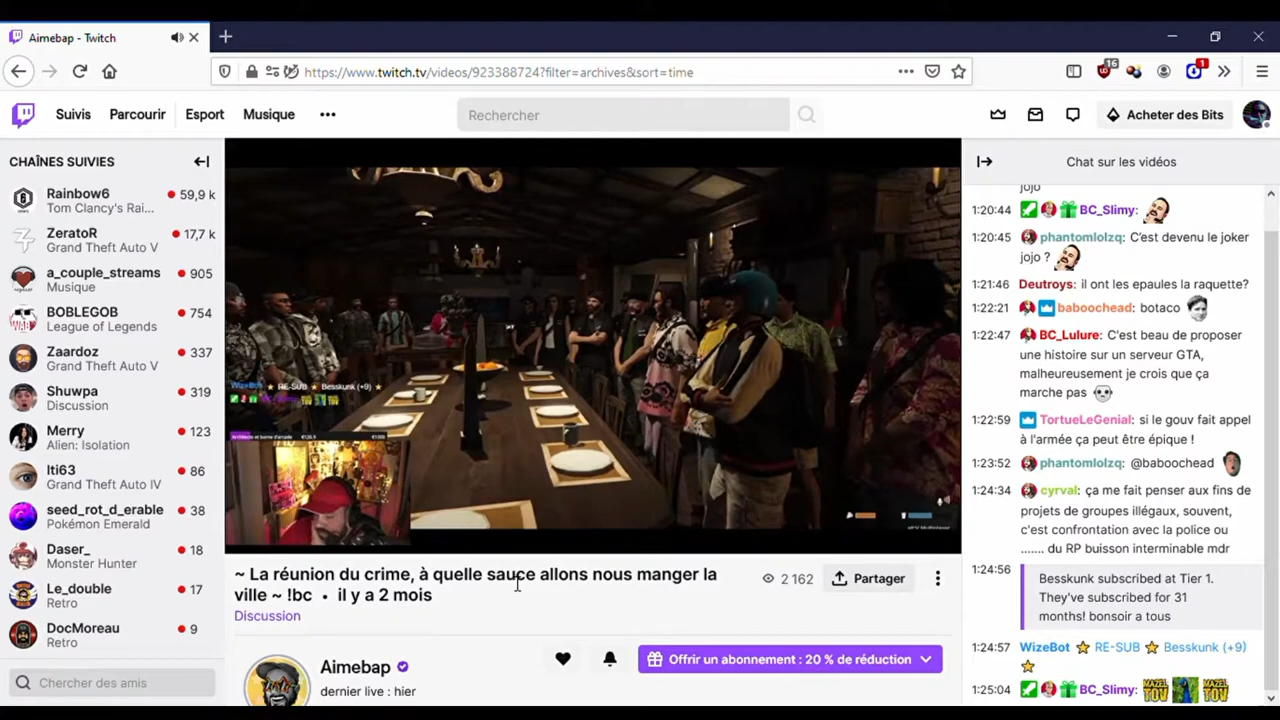 Aimebap - Twitch
https://www.twitch.tv/videos/923388724?filter=archives&sort=time
16
1
Suivis
Parcourir
Esport
Musique
Rechercher
Acheter des Bits
CHAÎNES SUIVIES
Rainbow6
59,9 k
Tom Clancy's Rai...
ZeratoR
17,7 k
Grand Theft Auto V
a_couple_streams
905
Musique
BOBLEGOB
754
League of Legends
Zaardoz
337
Grand Theft Auto V
Shuwpa
319
Discussion
Merry
123
Alien: Isolation
Iti63
86
Grand Theft Auto IV
seed_rot_d_erable
38
Pokémon Emerald
Daser_
18
Monster Hunter
Le_double
17
Retro
DocMoreau
9
Retro
Chercher des amis
WizeBot ★ RE-SUB ★ Besskunk (+9) ★
~ La réunion du crime, à quelle sauce allons nous manger la
ville ~ !bc • il y a 2 mois
Discussion
2 162
Partager
Aimebap
dernier live : hier
Offrir un abonnement : 20 % de réduction
Chat sur les vidéos
jojo
1:20:44 BC_Slimy:
1:20:45 phantomlolzq: C'est devenu le joker
jojo ?
1:21:46 Deutroys: il ont les epaules la raquette?
1:22:21 baboochead: botaco
1:22:47 BC_Lulure: C'est beau de proposer
une histoire sur un serveur GTA,
malheureusement je crois que ça
marche pas
1:22:59 TortueLeGenial: si le gouv fait appel
à l'armée ça peut être épique !
1:23:52 phantomlolzq: @baboochead
1:24:34 cyrval: ça me fait penser aux fins de
projets de groupes illégaux, souvent,
c'est confrontation avec la police ou
....... du RP buisson interminable mdr
1:24:56 Besskunk subscribed at Tier 1.
They've subscribed for 31
months! bonsoir a tous
1:24:57 WizeBot ⭐ RE-SUB ⭐ Besskunk (+9)
⭐
1:25:04 BC_Slimy: MAZEL TOV MAZEL TOV